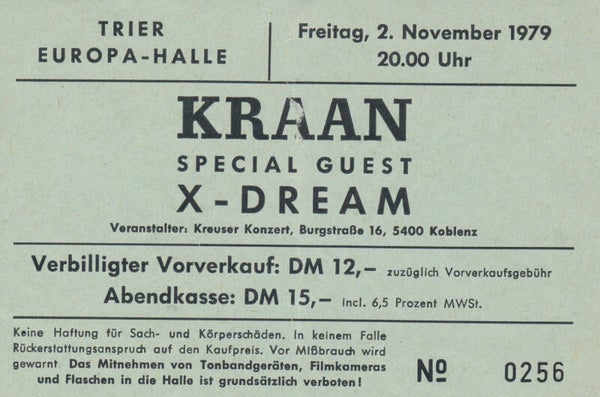 TRIER
EUROPA-HALLE
Freitag, 2. November 1979
20.00 Uhr
KRAAN
SPECIAL GUEST
X-DREAM
Veranstalter: Kreuser Konzert, Burgstraße 16, 5400 Koblenz
Verbilligter Vorverkauf: DM 12,– zuzüglich Vorverkaufsgebühr
Abendkasse: DM 15,– incl. 6,5 Prozent MWSt.
Keine Haftung für Sach- und Körperschäden. In keinem Falle
Rückerstattungsanspruch auf den Kaufpreis. Vor Mißbrauch wird
gewarnt. Das Mitnehmen von Tonbandgeräten, Filmkameras
und Flaschen in die Halle ist grundsätzlich verboten!
№ 0256